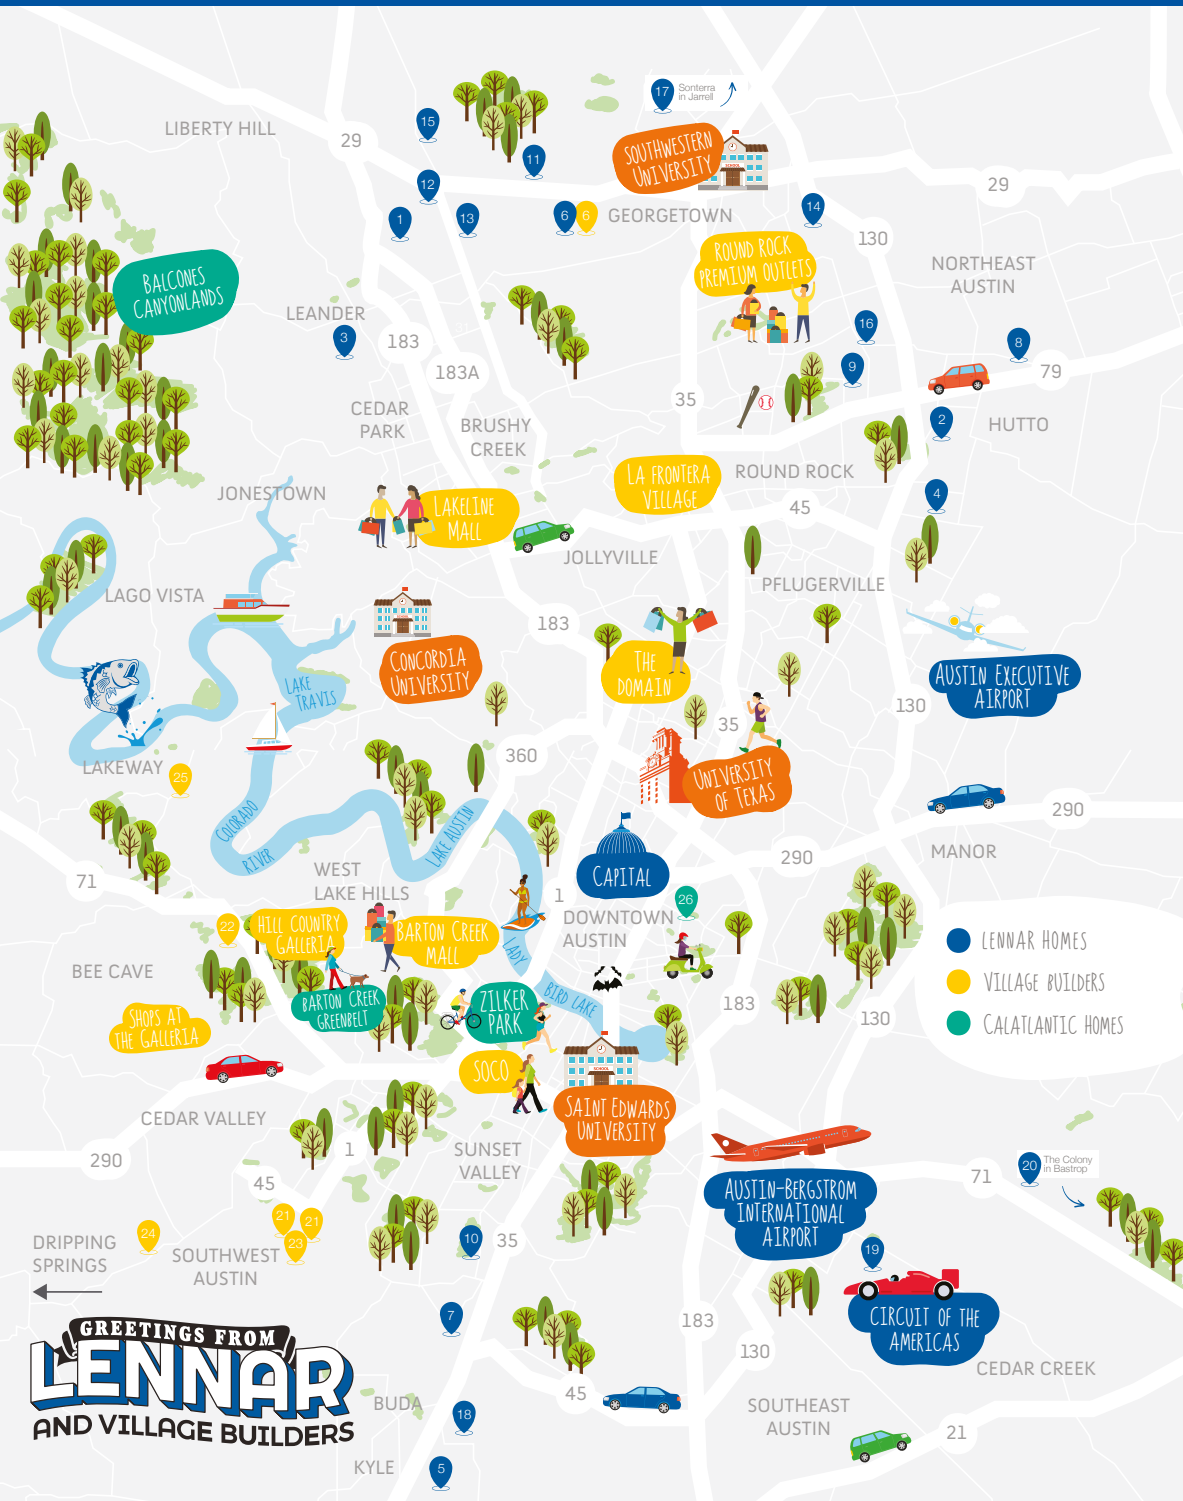 17
Sonterra
in Jarrell
15
LIBERTY HILL
29
SOUTHWESTERN
UNIVERSITY
SCHOOL
11
12
29
1
13
6
6
GEORGETOWN
14
130
BALCONES
CANYONLANDS
ROUND ROCK
PREMIUM OUTLETS
NORTHEAST
AUSTIN
LEANDER
3
183
16
8
183A
9
79
35
CEDAR
PARK
BRUSHY
CREEK
2
HUTTO
LA FRONTERA
VILLAGE
ROUND ROCK
JONESTOWN
LAKELINE
MALL
4
45
JOLLYVILLE
PFLUGERVILLE
LAGO VISTA
SCHOOL
183
CONCORDIA
UNIVERSITY
THE
DOMAIN
AUSTIN EXECUTIVE
AIRPORT
LAKE
TRAVIS
130
35
360
LAKEWAY
25
UNIVERSITY
OF TEXAS
COLORADO
RIVER
LAKE AUSTIN
290
290
MANOR
WEST
LAKE HILLS
CAPITAL
71
1
26
DOWNTOWN
AUSTIN
22
HILL COUNTRY
GALLERIA
BARTON CREEK
MALL
LADY
BIRD LAKE
LENNAR HOMES
VILLAGE BUILDERS
CALATLANTIC HOMES
BEE CAVE
BARTON CREEK
GREENBELT
ZILKER
PARK
183
130
SHOPS AT
THE GALLERIA
SOCO
SCHOOL
SAINT EDWARDS
UNIVERSITY
CEDAR VALLEY
290
1
SUNSET
VALLEY
45
71
20
The Colony
in Bastrop
AUSTIN-BERGSTROM
INTERNATIONAL
AIRPORT
21
21
23
24
10
35
19
DRIPPING
SPRINGS
SOUTHWEST
AUSTIN
7
183
CIRCUIT OF THE
AMERICAS
130
CEDAR CREEK
GREETINGS FROM
LENNAR
AND VILLAGE BUILDERS
45
BUDA
18
SOUTHEAST
AUSTIN
21
KYLE
5